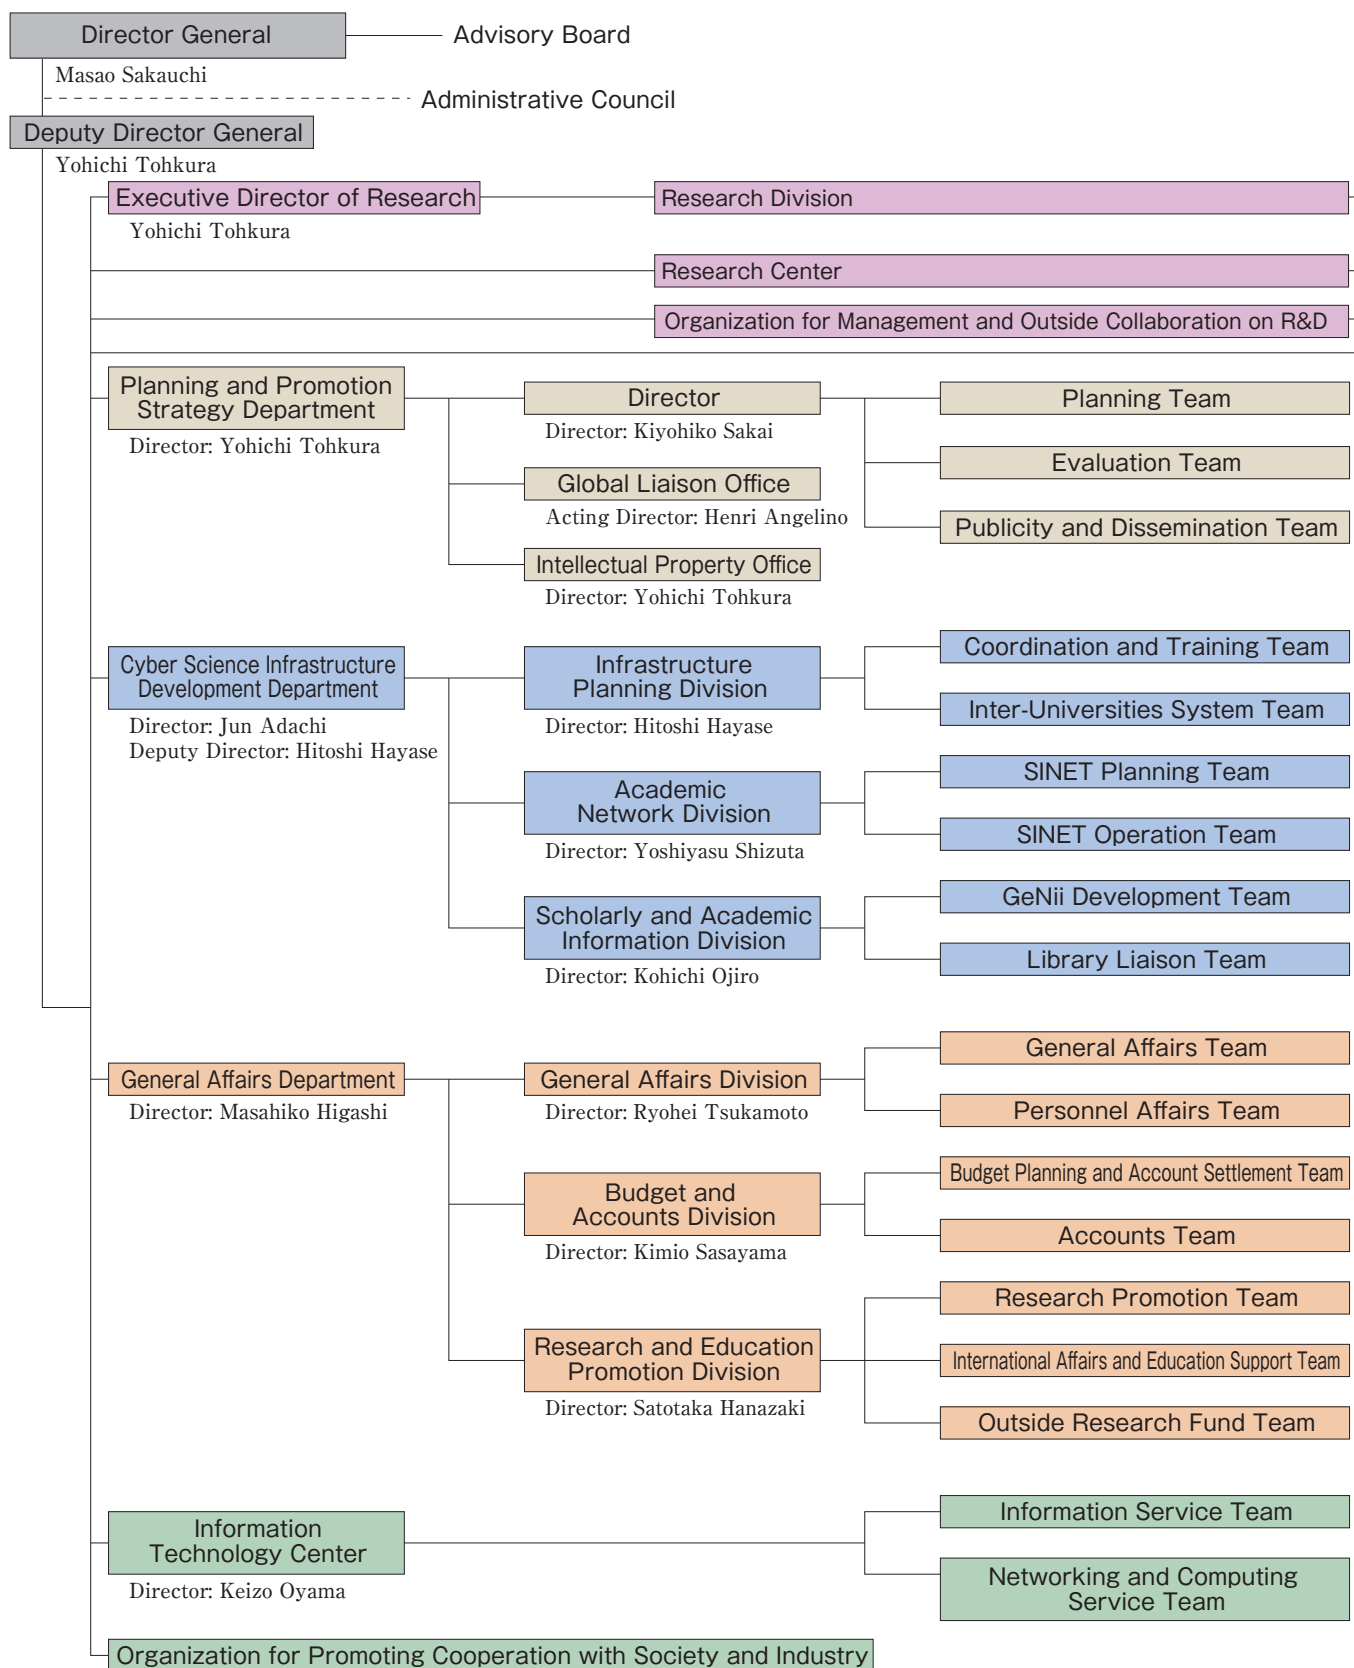 Director General
Advisory Board
Masao Sakauchi
Administrative Council
Deputy Director General
Yohichi Tohkura
Executive Director of Research
Research Division
Yohichi Tohkura
Research Center
Organization for Management and Outside Collaboration on R&D
Planning and Promotion
Strategy Department
Director: Yohichi Tohkura
Director
Director: Kiyohiko Sakai
Planning Team
Evaluation Team
Publicity and Dissemination Team
Global Liaison Office
Acting Director: Henri Angelino
Intellectual Property Office
Director: Yohichi Tohkura
Cyber Science Infrastructure
Development Department
Director: Jun Adachi
Deputy Director: Hitoshi Hayase
Infrastructure
Planning Division
Director: Hitoshi Hayase
Coordination and Training Team
Inter-Universities System Team
Academic
Network Division
Director: Yoshiyasu Shizuta
SINET Planning Team
SINET Operation Team
Scholarly and Academic
Information Division
Director: Kohichi Ojiro
GeNii Development Team
Library Liaison Team
General Affairs Department
Director: Masahiko Higashi
General Affairs Division
Director: Ryohei Tsukamoto
General Affairs Team
Personnel Affairs Team
Budget and
Accounts Division
Director: Kimio Sasayama
Budget Planning and Account Settlement Team
Accounts Team
Research and Education
Promotion Division
Director: Satotaka Hanazaki
Research Promotion Team
International Affairs and Education Support Team
Outside Research Fund Team
Information
Technology Center
Director: Keizo Oyama
Information Service Team
Networking and Computing
Service Team
Organization for Promoting Cooperation with Society and Industry